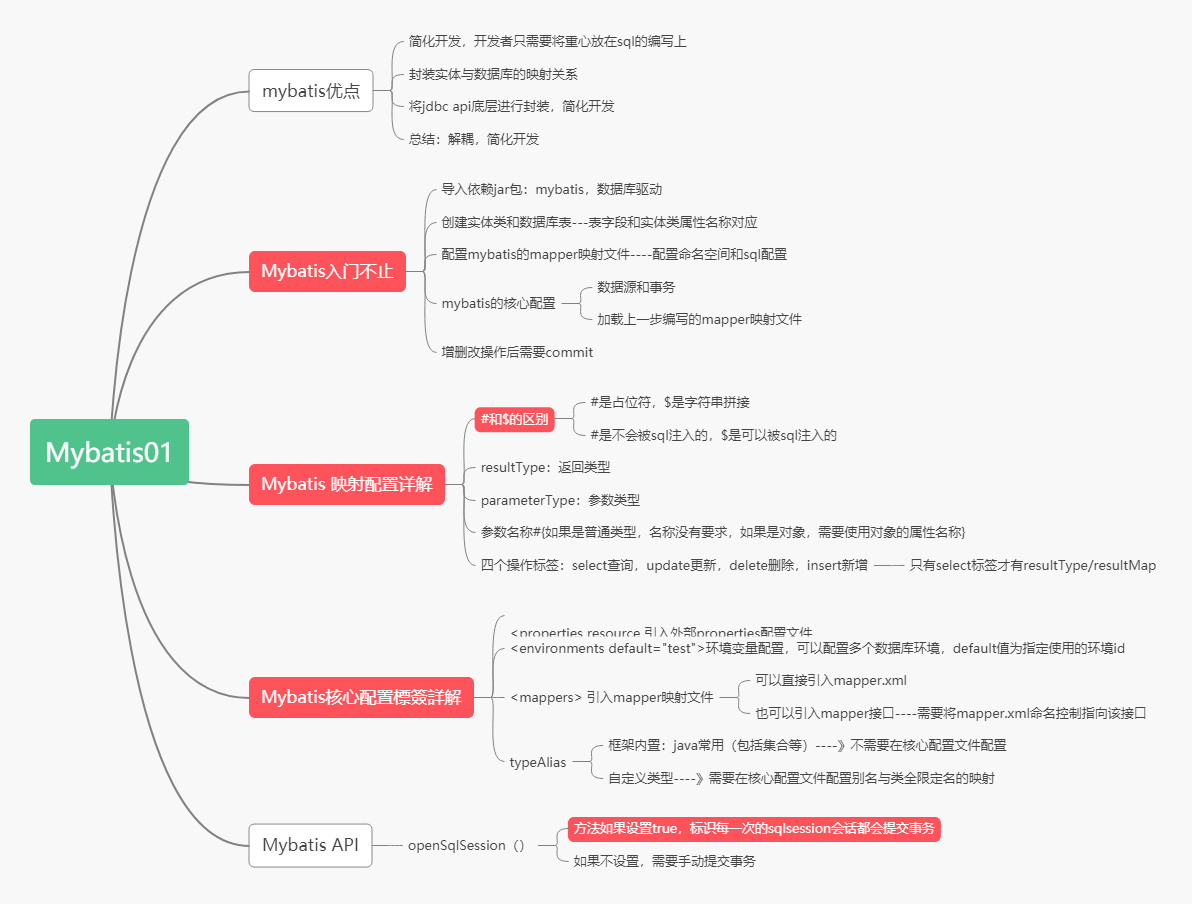 Mybatis01
mybatis优点
简化开发，开发者只需要将重心放在sql的编写上
封装实体与数据库的映射关系
将jdbc api底层进行封装，简化开发
总结：解耦，简化开发
Mybatis入门不止
导入依赖jar包：mybatis，数据库驱动
创建实体类和数据库表---表字段和实体类属性名称对应
配置mybatis的mapper映射文件----配置命名空间和sql配置
mybatis的核心配置
数据源和事务
加载上一步编写的mapper映射文件
增删改操作后需要commit
Mybatis 映射配置详解
#和$的区别
#是占位符，$是字符串拼接
#是不会被sql注入的，$是可以被sql注入的
resultType：返回类型
parameterType：参数类型
参数名称#{如果是普通类型，名称没有要求，如果是对象，需要使用对象的属性名称}
四个操作标签：select查询，update更新，delete删除，insert新增
只有select标签才有resultType/resultMap
Mybatis核心配置標簽詳解
<properties resource 引入外部properties配置文件
<environments default="test">环境变量配置，可以配置多个数据库环境，default值为指定使用的环境id
<mappers> 引入mapper映射文件
可以直接引入mapper.xml
也可以引入mapper接口----需要将mapper.xml命名控制指向该接口
typeAlias
框架内置：java常用（包括集合等）----》不需要在核心配置文件配置
自定义类型----》需要在核心配置文件配置别名与类全限定名的映射
Mybatis API
openSqlSession（）
方法如果设置true，标识每一次的sqlsession会话都会提交事务
如果不设置，需要手动提交事务